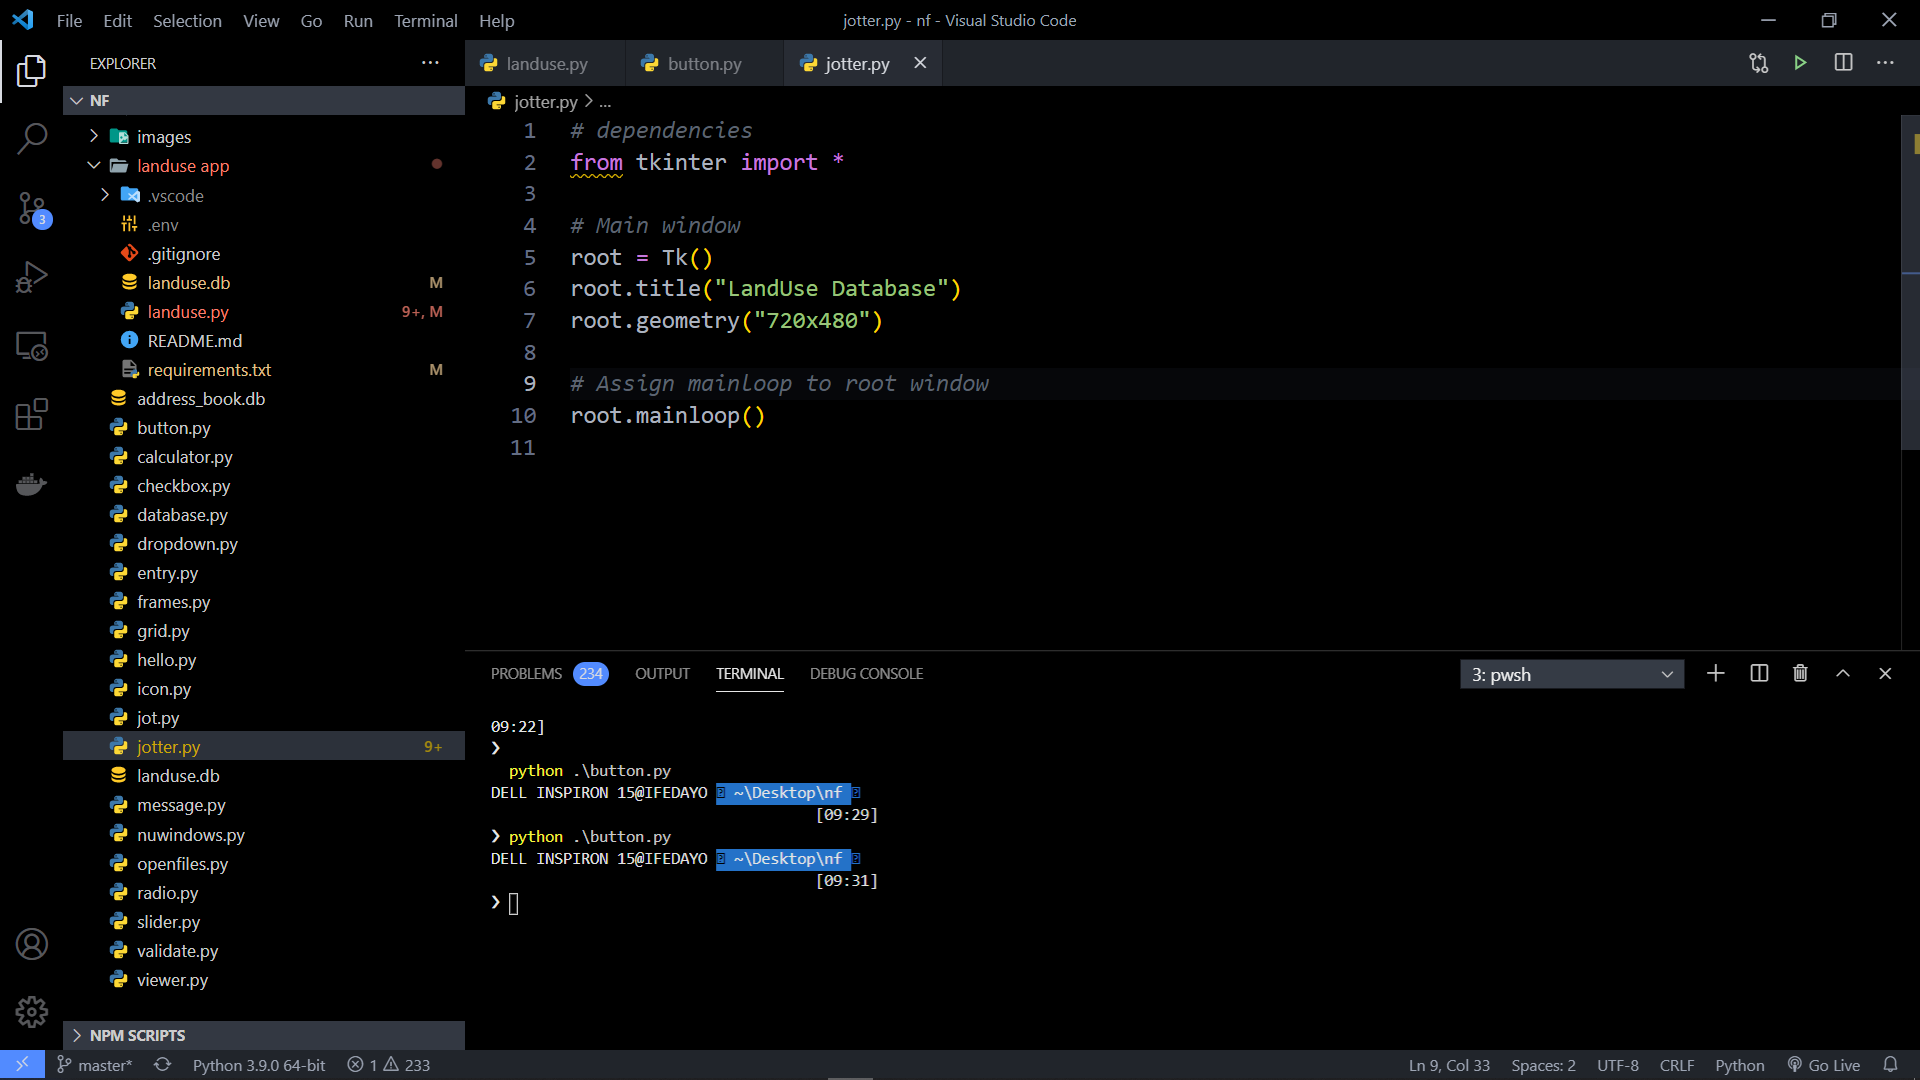 File Edit Selection View Go Run Terminal Help
jotter.py - nf - Visual Studio Code
EXPLORER
NF
images
landuse app
.vscode
.env
.gitignore
landuse.db M
landuse.py 9+, M
README.md
requirements.txt M
address_book.db
button.py
calculator.py
checkbox.py
database.py
dropdown.py
entry.py
frames.py
grid.py
hello.py
icon.py
jot.py
jotter.py 9+
landuse.db
message.py
nuwindows.py
openfiles.py
radio.py
slider.py
validate.py
viewer.py
NPM SCRIPTS
3
landuse.py button.py jotter.py
jotter.py > ...
1 # dependencies
2 from tkinter import *
3
4 # Main window
5 root = Tk()
6 root.title("LandUse Database")
7 root.geometry("720x480")
8
9 # Assign mainloop to root window
10 root.mainloop()
11
PROBLEMS 234 OUTPUT TERMINAL DEBUG CONSOLE
3: pwsh
09:22]
❯
python .\button.py
DELL INSPIRON 15@IFEDAYO ~\Desktop\nf
[09:29]
❯ python .\button.py
DELL INSPIRON 15@IFEDAYO ~\Desktop\nf
[09:31]
❯
master* Python 3.9.0 64-bit 1 233
Ln 9, Col 33 Spaces: 2 UTF-8 CRLF Python Go Live